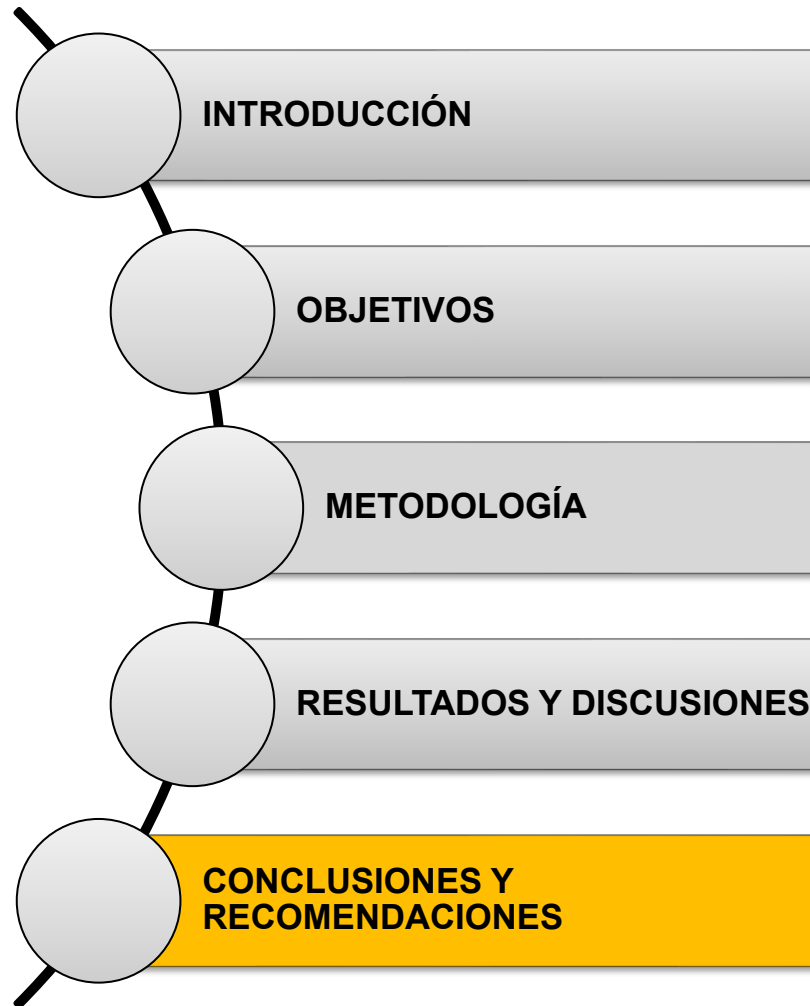 INTRODUCCIÓN
OBJETIVOS
METODOLOGÍA
RESULTADOS Y DISCUSIONES
CONCLUSIONES Y
RECOMENDACIONES